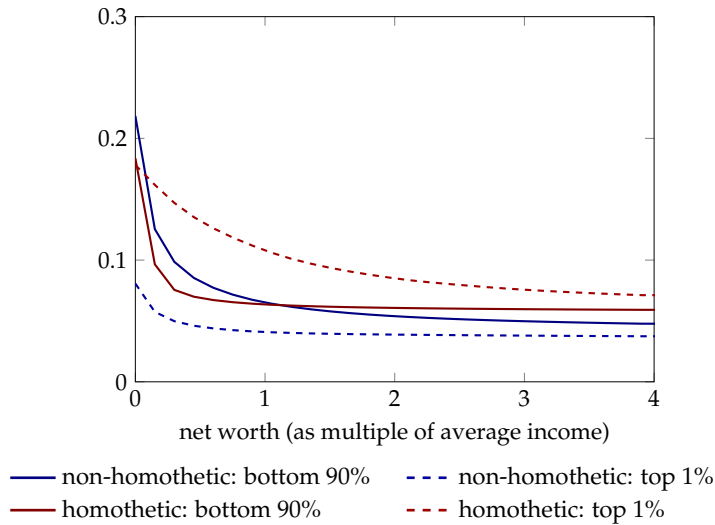 0.3
0.2
0.1
0
0 1 2 3 4
net worth (as multiple of average income)
non-homothetic: bottom 90% non-homothetic: top 1%
homothetic: bottom 90% homothetic: top 1%